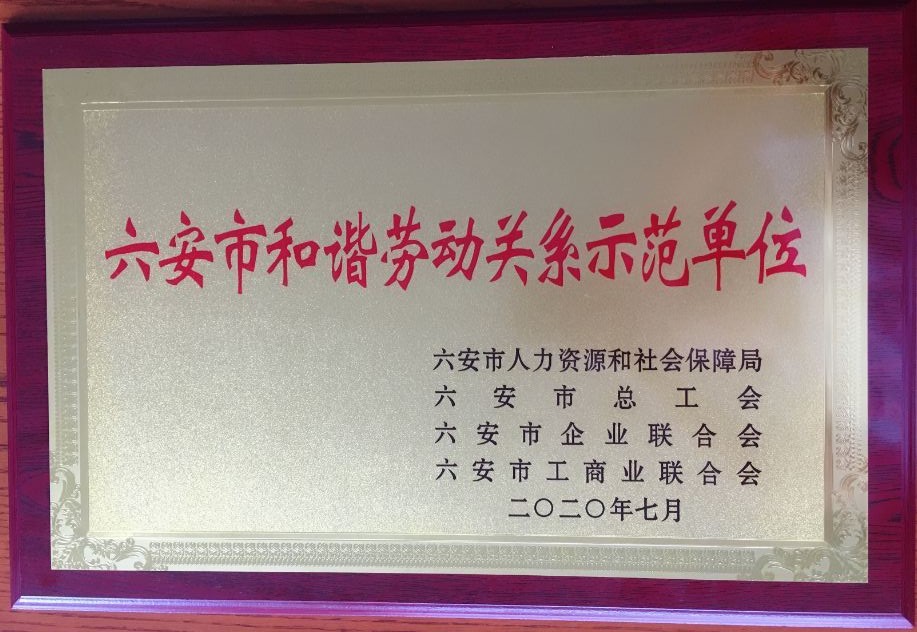 六安市和谐劳动关系示范单位
六安市人力资源和社会保障局
六安市总工会
六安市企业联合会
六安市工商业联合会
二〇二〇年七月